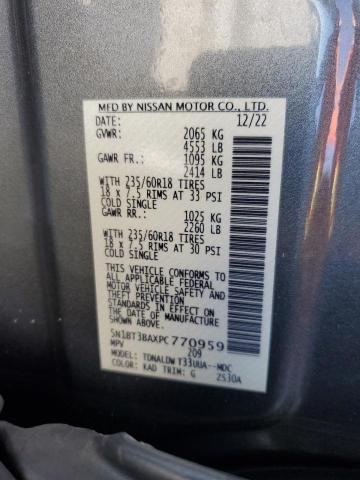 MFD BY NISSAN MOTOR CO., LTD.
DATE: 12/22
GVWR: 2065 KG
4553 LB
GAWR FR.: 1095 KG
2414 LB
WITH 235/60R18 TIRES
18 x 7.5 RIMS AT 33 PSI
COLD SINGLE
GAWR RR.: 1025 KG
2260 LB
WITH 235/60R18 TIRES
18 x 7.5 RIMS AT 30 PSI
COLD SINGLE
THIS VEHICLE CONFORMS TO
ALL APPLICABLE FEDERAL
MOTOR VEHICLE SAFETY AND
THEFT PREVENTION
STANDARDS IN EFFECT ON THE
DATE OF MANUFACTURE
SHOWN ABOVE.
5N1BT3BAXPC770959
MPV 209
MODEL: TDNALDW T33UUA--MDC
COLOR: KAD TRIM: G 2530A